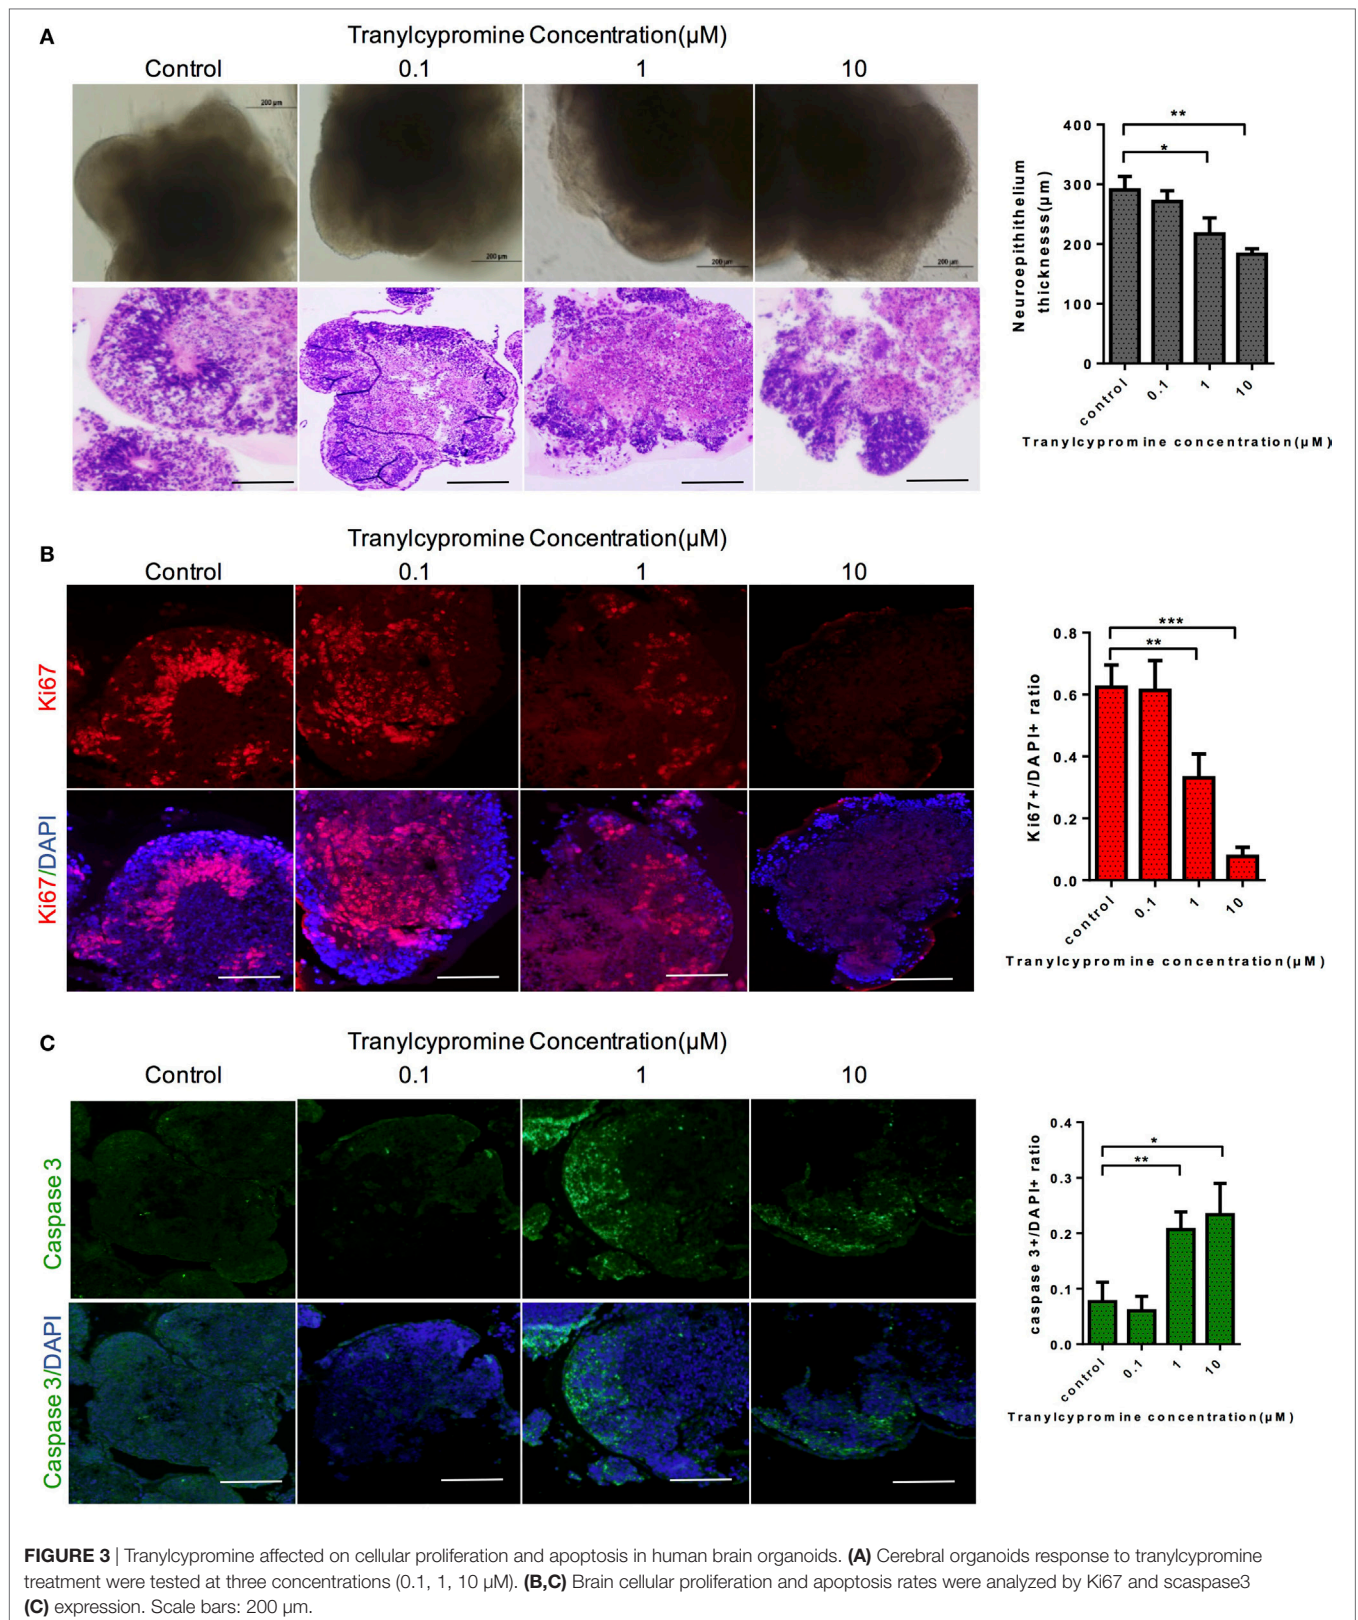 A
Tranylcypromine Concentration(µM)
Control 0.1 1 10
200 µm
200 µm
200 µm
200 µm
Neuroepithelium
thicknesss(µm)
400
300
200
100
0
**
*
control
0.1
1
10
Tranylcypromine concentration(µM)
B
Tranylcypromine Concentration(µM)
Control 0.1 1 10
Ki67
Ki67/DAPI
Ki67+/DAPI+ ratio
0.8
0.6
0.4
0.2
0.0
***
**
control
0.1
1
10
Tranylcypromine concentration(µM)
C
Tranylcypromine Concentration(µM)
Control 0.1 1 10
Caspase 3
Caspase 3/DAPI
caspase 3+/DAPI+ ratio
0.4
0.3
0.2
0.1
0.0
*
**
control
0.1
1
10
Tranylcypromine concentration(µM)
FIGURE 3 | Tranylcypromine affected on cellular proliferation and apoptosis in human brain organoids. (A) Cerebral organoids response to tranylcypromine
treatment were tested at three concentrations (0.1, 1, 10 µM). (B,C) Brain cellular proliferation and apoptosis rates were analyzed by Ki67 and scaspase3
(C) expression. Scale bars: 200 µm.